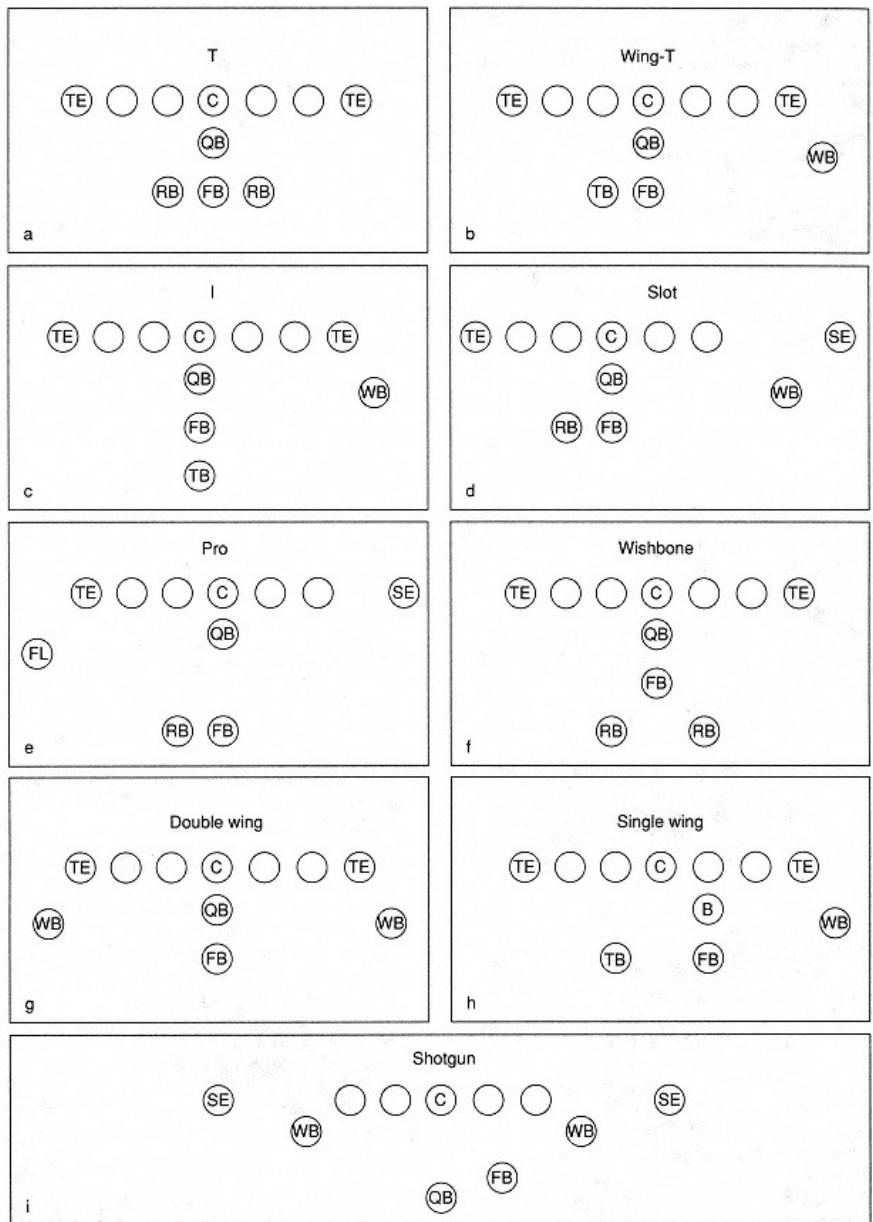 T
TE C TE
QB
RB FB RB
a
Wing-T
TE C TE
QB
WB
TB FB
b
I
TE C TE
QB
WB
FB
TB
c
Slot
TE C SE
QB
WB
RB FB
d
Pro
TE C SE
QB
FL
RB FB
e
Wishbone
TE C TE
QB
FB
RB RB
f
Double wing
TE C TE
QB
WB WB
FB
g
Single wing
TE C TE
B
WB
TB FB
h
Shotgun
SE C SE
WB WB
FB
QB
i